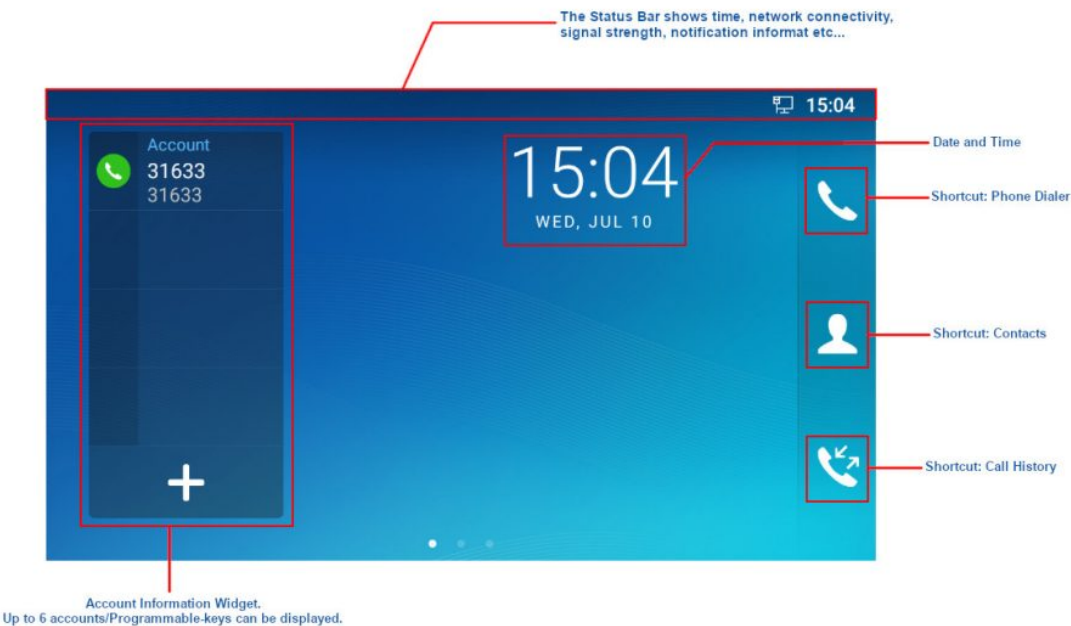 The Status Bar shows time, network connectivity,
signal strength, notification informat etc...
15:04
Account
31633
31633
15:04
WED, JUL 10
Date and Time
Shortcut: Phone Dialer
Shortcut: Contacts
Shortcut: Call History
Account Information Widget.
Up to 6 accounts/Programmable-keys can be displayed.